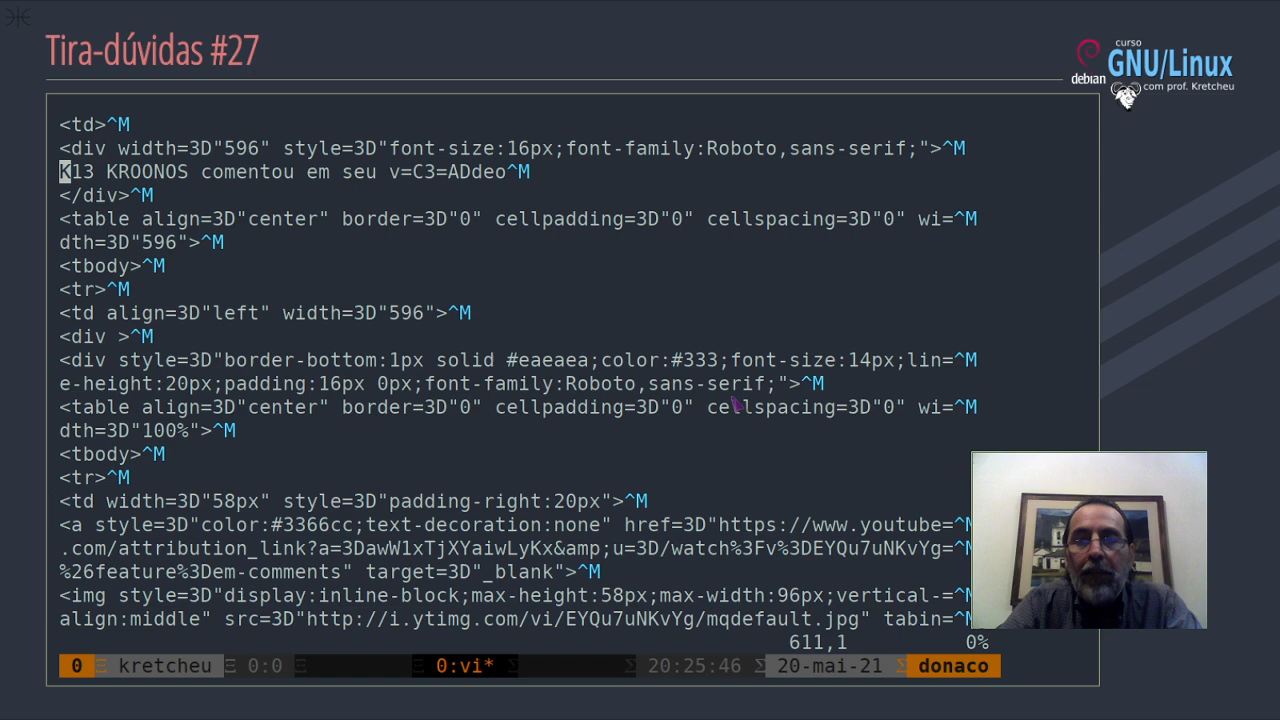 Tira-dúvidas #27
curso
GNU/Linux
debian
com prof. Kretcheu
<td>^M
<div width=3D"596" style=3D"font-size:16px;font-family:Roboto,sans-serif;">^M
K13 KROONOS comentou em seu v=C3=ADdeo^M
</div>^M
<table align=3D"center" border=3D"0" cellpadding=3D"0" cellspacing=3D"0" wi=^M
dth=3D"596">^M
<tbody>^M
<tr>^M
<td align=3D"left" width=3D"596">^M
<div >^M
<div style=3D"border-bottom:1px solid #eaeaea;color:#333;font-size:14px;lin=^M
e-height:20px;padding:16px 0px;font-family:Roboto,sans-serif;">^M
<table align=3D"center" border=3D"0" cellpadding=3D"0" cellspacing=3D"0" wi=^M
dth=3D"100%">^M
<tbody>^M
<tr>^M
<td width=3D"58px" style=3D"padding-right:20px">^M
<a style=3D"color:#3366cc;text-decoration:none" href=3D"https://www.youtube=^M
.com/attribution_link?a=3DawW1xTjXYaiwLyKx&amp;u=3D/watch%3Fv%3DEYQu7uNKvYg=^M
%26feature%3Dem-comments" target=3D"_blank">^M
<img style=3D"display:inline-block;max-height:58px;max-width:96px;vertical-=^M
align:middle" src=3D"http://i.ytimg.com/vi/EYQu7uNKvYg/mqdefault.jpg" tabin=^M
611,1 0%
0 kretcheu 0:0 0:vi* 20:25:46 20-mai-21 donaco